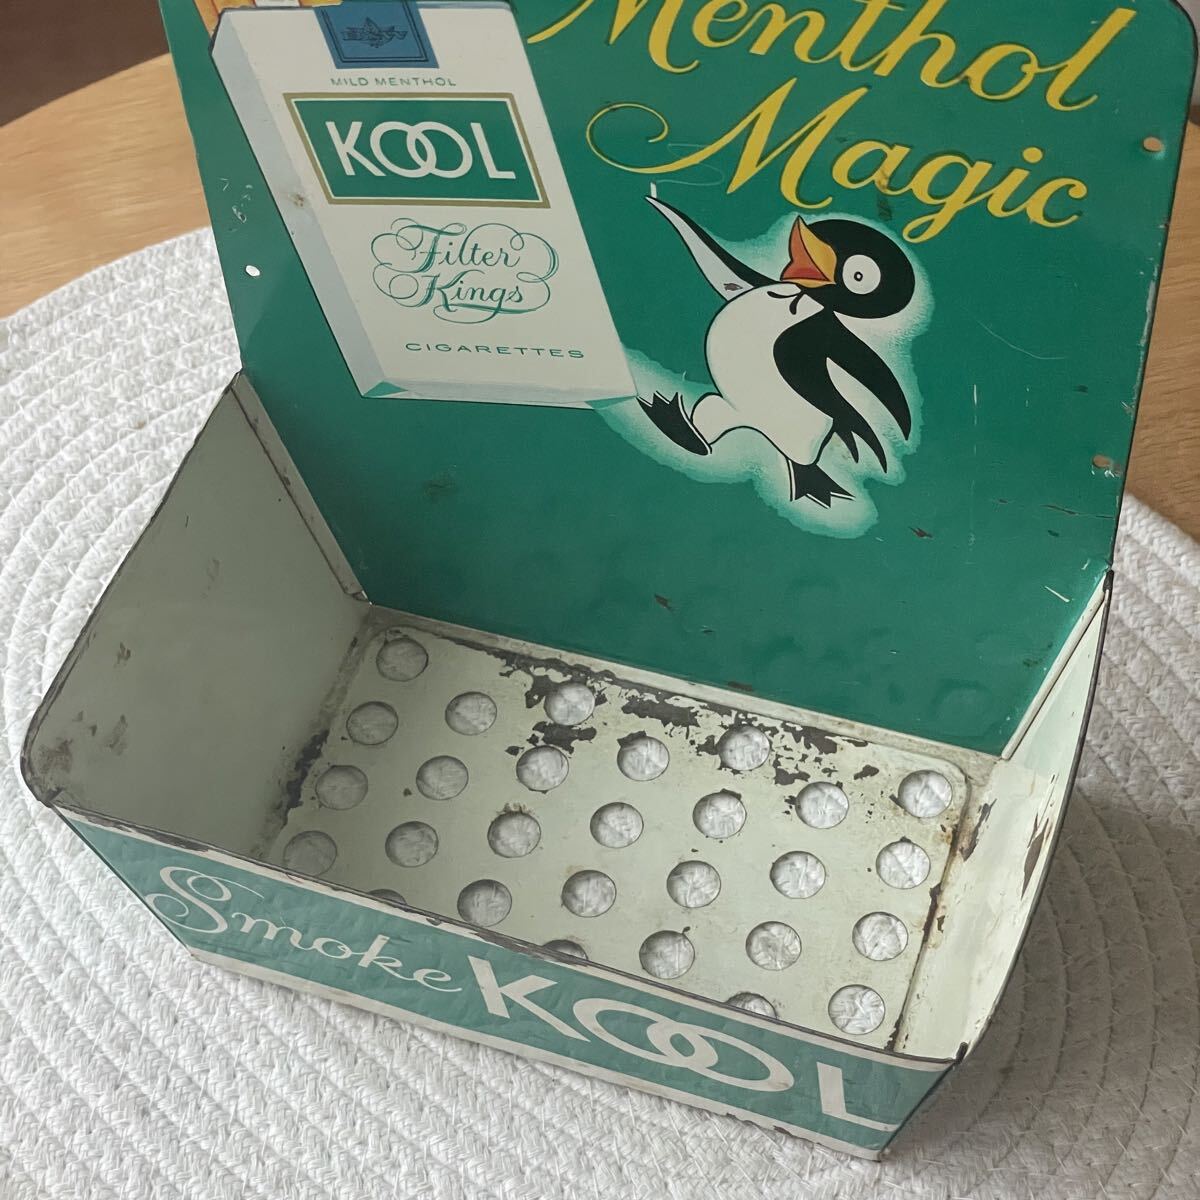 Menthol
Magic
MILD MENTHOL
KOOL
Filter
Kings
CIGARETTES
Smoke KOOL